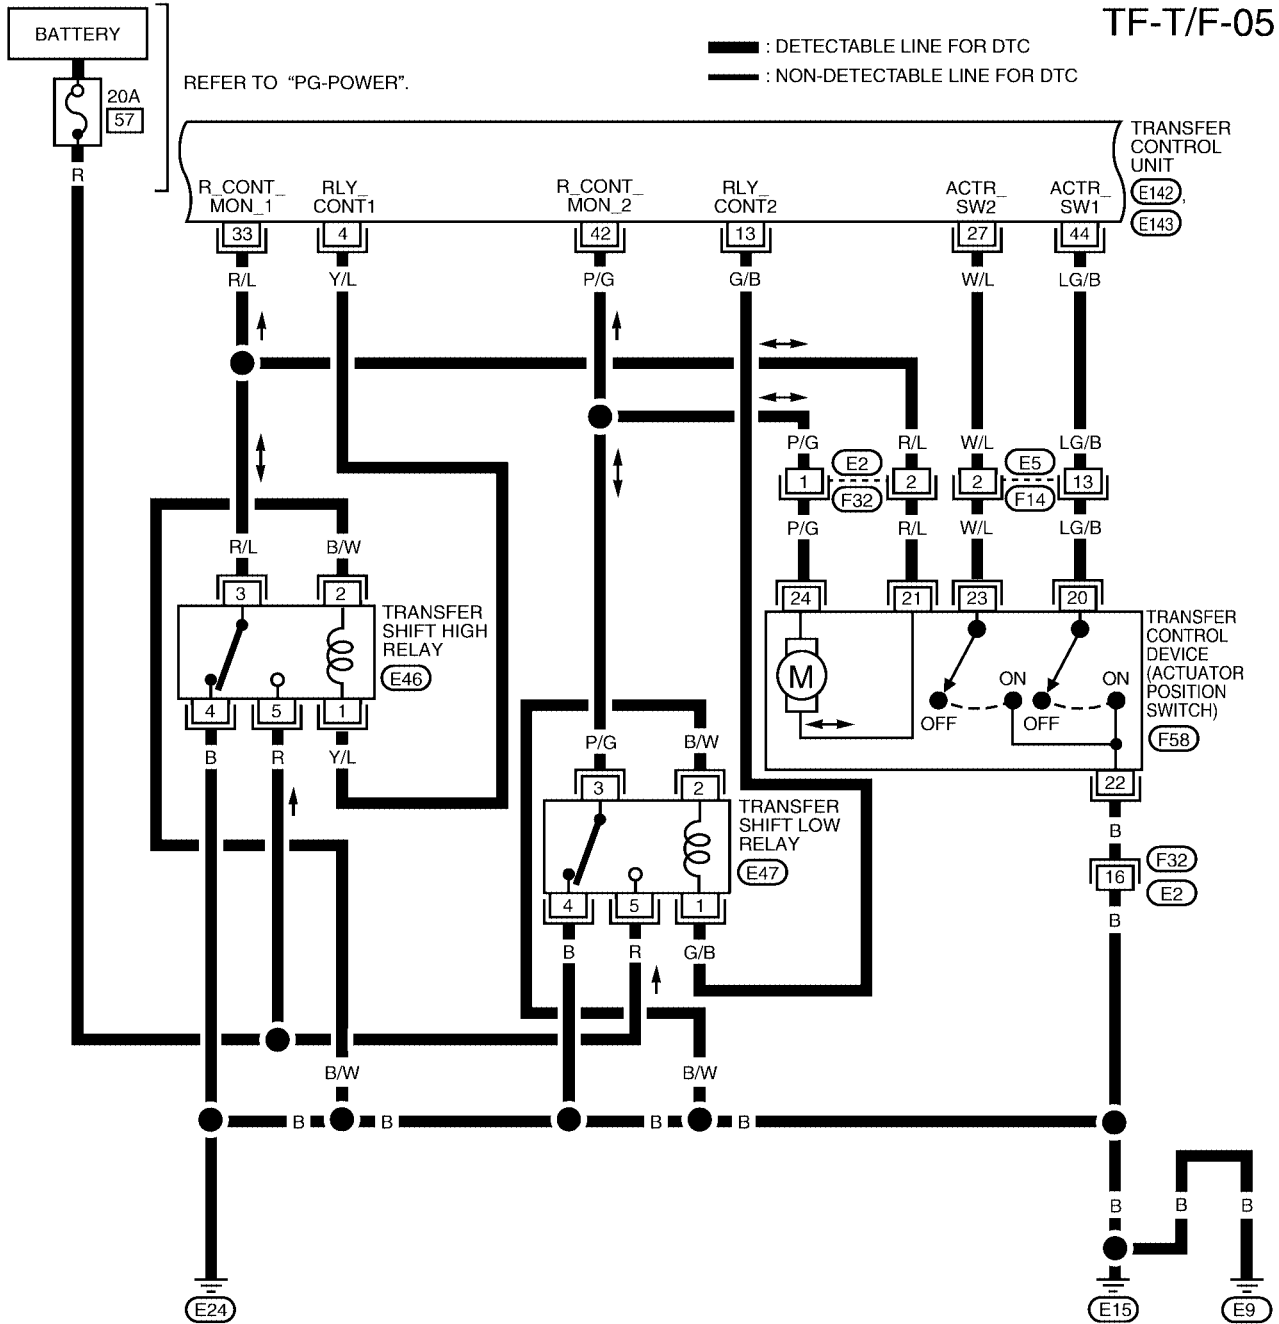 TF-T/F-05
BATTERY
20A
57
R
REFER TO “PG-POWER”.
: DETECTABLE LINE FOR DTC
: NON-DETECTABLE LINE FOR DTC
TRANSFER
CONTROL
UNIT
E142,
E143
R_CONT_
MON_1
RLY_
CONT1
R_CONT_
MON_2
RLY_
CONT2
ACTR_
SW2
ACTR_
SW1
33 4 42 13 27 44
R/L Y/L P/G G/B W/L LG/B
P/G R/L W/L LG/B
1 E2 2 2 E5 13
F32 F14
P/G R/L W/L LG/B
R/L B/W
3 2
24 21 23 20
TRANSFER
SHIFT HIGH
RELAY
E46
M
OFF ON OFF ON
TRANSFER
CONTROL
DEVICE
(ACTUATOR
POSITION
SWITCH)
F58
4 5 1
B R Y/L
P/G B/W
3 2
22
B
TRANSFER
SHIFT LOW
RELAY
E47
16
F32
E2
B
4 5 1
B R G/B
B/W B/W
B B B B
B B B
E24 E15 E9